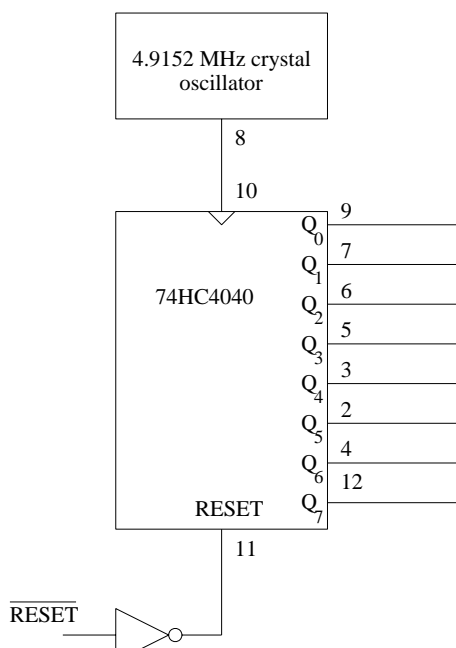 4.9152 MHz crystal
oscillator
8
10
Q0 9
Q1 7
74HC4040
Q2 6
Q3 5
Q4 3
Q5 2
Q6 4
12
RESET Q7
11
RESET